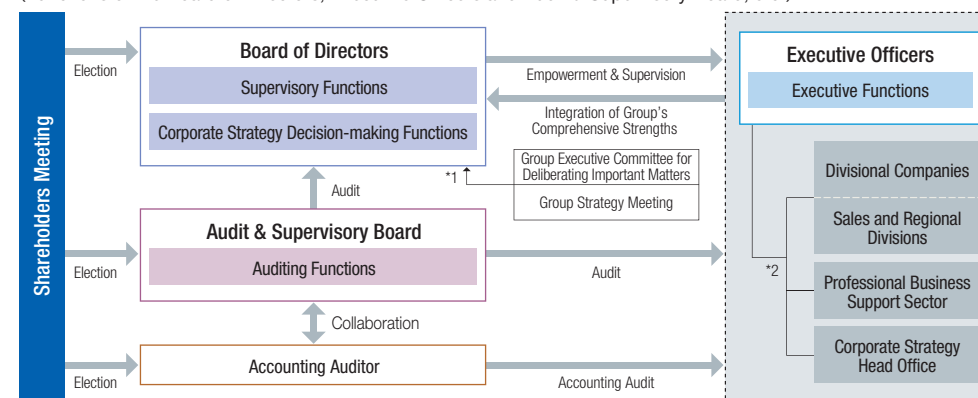 Shareholders Meeting
Election
Board of Directors
Supervisory Functions
Corporate Strategy Decision-making Functions
Empowerment & Supervision
Integration of Group's
Comprehensive Strengths
Executive Officers
Executive Functions
*1
Group Executive Committee for
Deliberating Important Matters
Group Strategy Meeting
Audit
Election
Audit & Supervisory Board
Auditing Functions
Audit
*2
Divisional Companies
Sales and Regional
Divisions
Professional Business
Support Sector
Corporate Strategy
Head Office
Collaboration
Election
Accounting Auditor
Accounting Audit